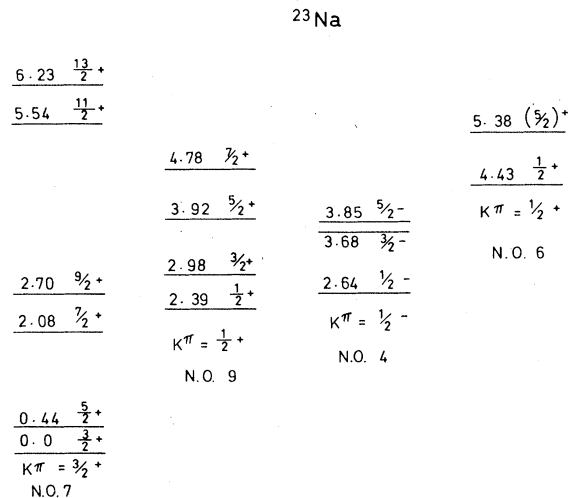 ²³Na
6.23 13/2 +
5.54 11/2 +
2.70 9/2 +
2.08 7/2 +
0.44 5/2 +
0.0 3/2 +
Kπ = 3/2 +
N.O.7
4.78 7/2 +
3.92 5/2 +
2.98 3/2 +
2.39 1/2 +
Kπ = 1/2 +
N.O. 9
3.85 5/2 −
3.68 3/2 −
2.64 1/2 −
Kπ = 1/2 −
N.O. 4
5.38 (5/2) +
4.43 1/2 +
Kπ = 1/2 +
N.O. 6